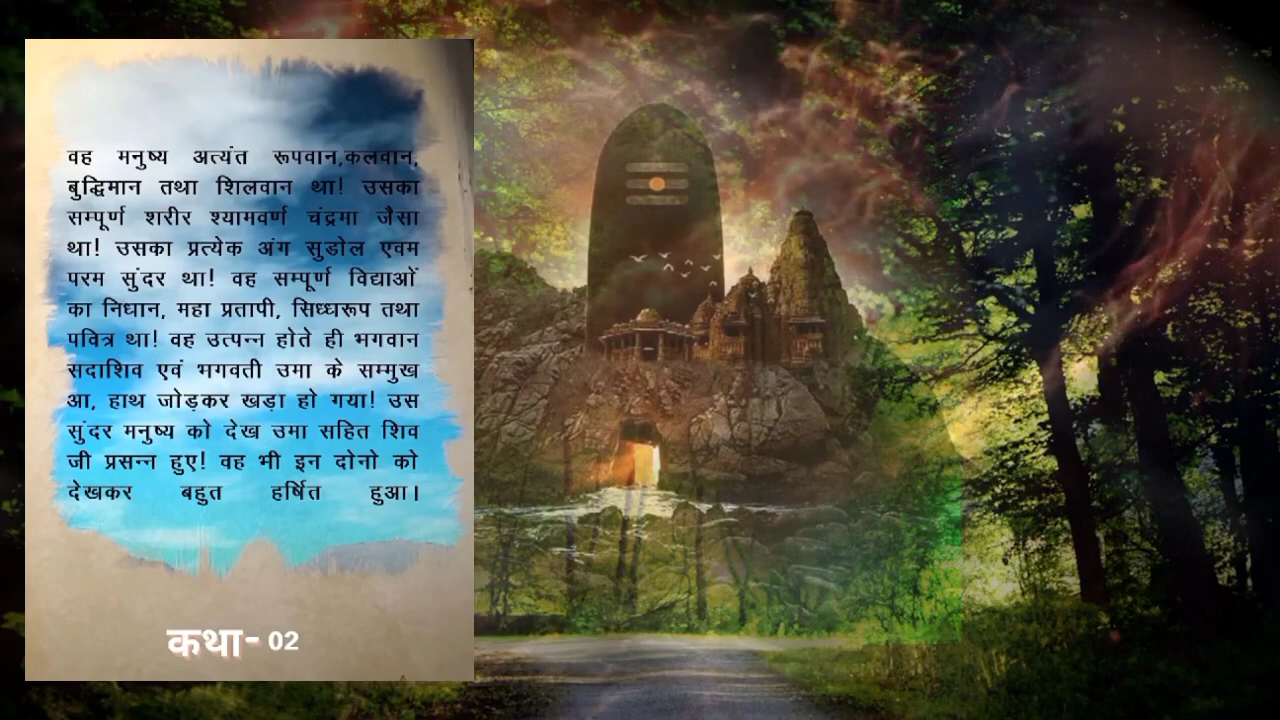 वह मनुष्य अत्यंत रूपवान,कलवान,
बुद्धिमान तथा शिलवान था! उसका
सम्पूर्ण शरीर श्यामवर्ण चंद्रमा जैसा
था! उसका प्रत्येक अंग सुडोल एवम
परम सुंदर था! वह सम्पूर्ण विद्याओं
का निधान, महा प्रतापी, सिध्धरूप तथा
पवित्र था! वह उत्पन्न होते ही भगवान
सदाशिव एवं भगवती उमा के सम्मुख
आ, हाथ जोड़कर खड़ा हो गया! उस
सुंदर मनुष्य को देख उमा सहित शिव
जी प्रसन्न हुए! वह भी इन दोनो को
देखकर बहुत हर्षित हुआ।
कथा- 02